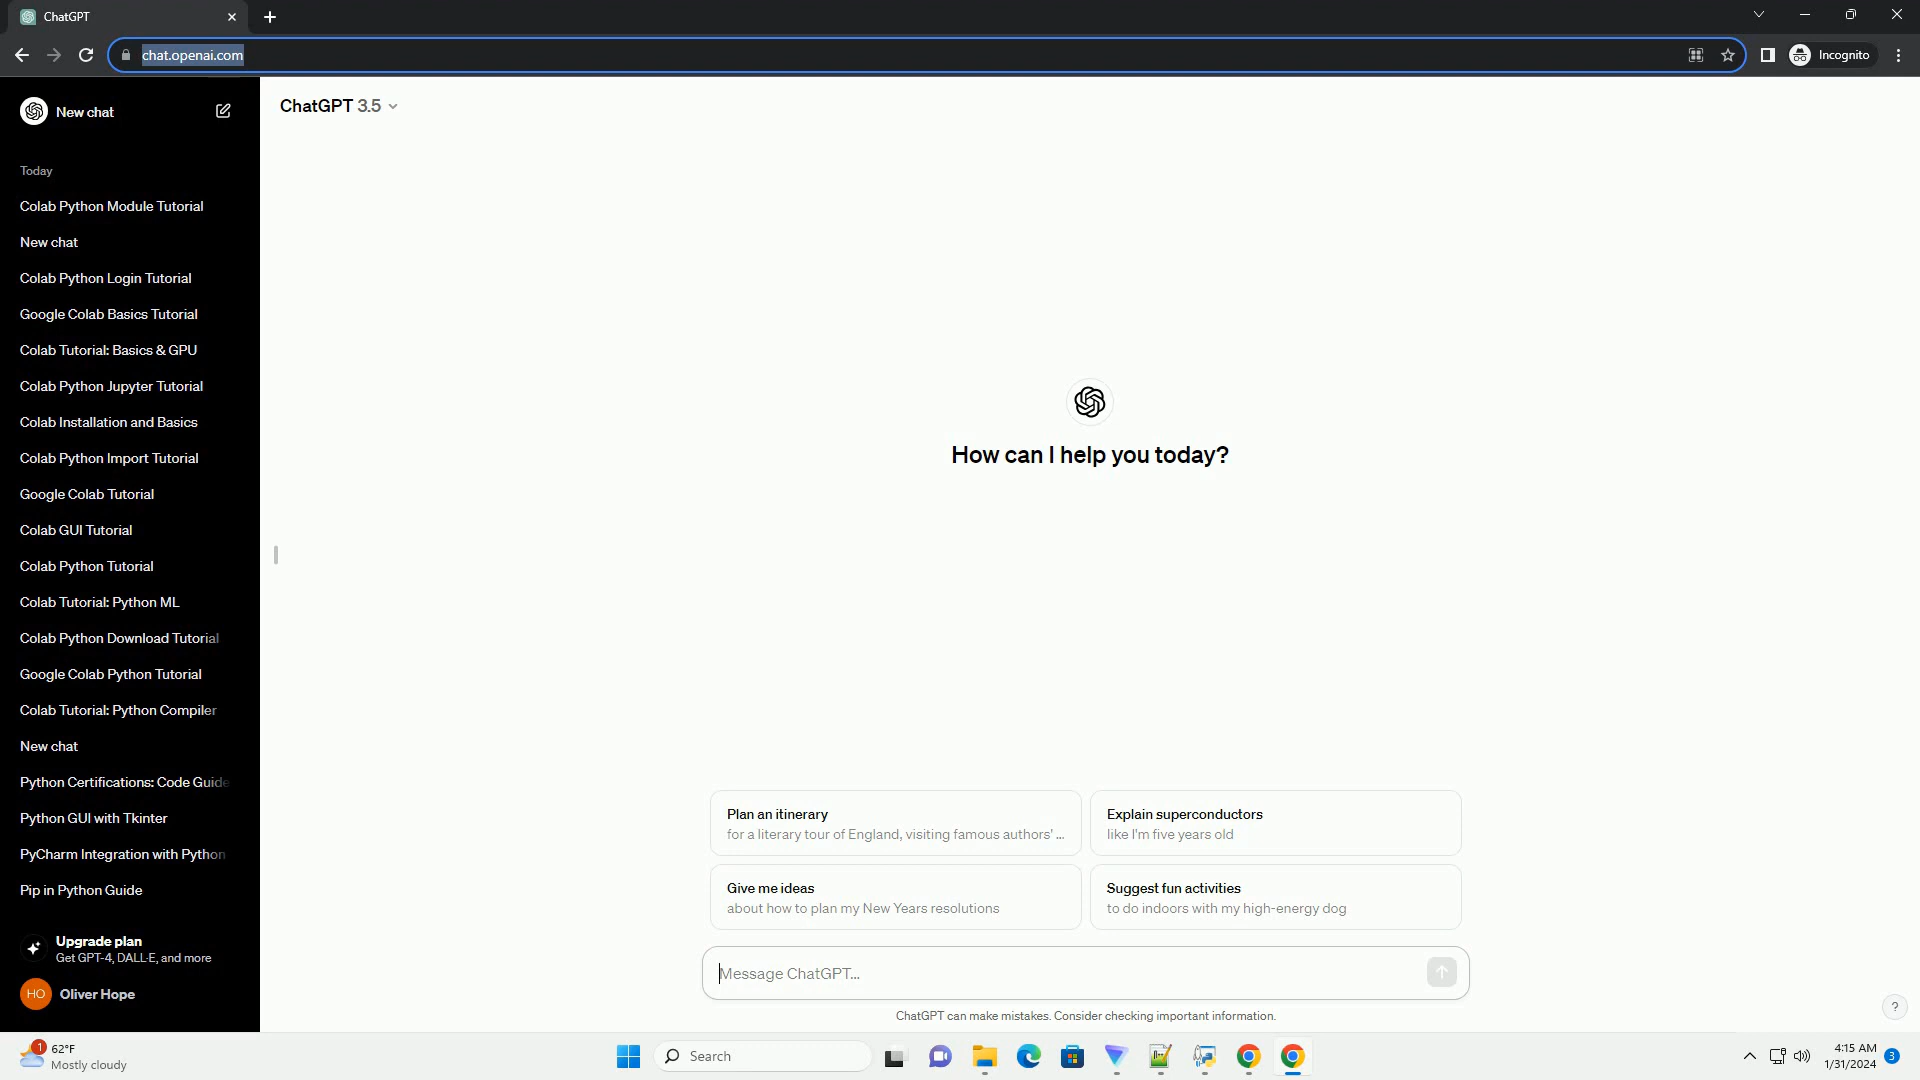 ChatGPT
chat.openai.com
Incognito
New chat
ChatGPT 3.5
Today
Colab Python Module Tutorial
New chat
Colab Python Login Tutorial
Google Colab Basics Tutorial
Colab Tutorial: Basics & GPU
Colab Python Jupyter Tutorial
Colab Installation and Basics
Colab Python Import Tutorial
Google Colab Tutorial
Colab GUI Tutorial
Colab Python Tutorial
Colab Tutorial: Python ML
Colab Python Download Tutorial
Google Colab Python Tutorial
Colab Tutorial: Python Compiler
New chat
Python Certifications: Code Guide
Python GUI with Tkinter
PyCharm Integration with Python
Pip in Python Guide
Upgrade plan
Get GPT-4, DALL·E, and more
HO
Oliver Hope
How can I help you today?
Plan an itinerary
for a literary tour of England, visiting famous authors' ...
Explain superconductors
like I'm five years old
Give me ideas
about how to plan my New Years resolutions
Suggest fun activities
to do indoors with my high-energy dog
Message ChatGPT...
ChatGPT can make mistakes. Consider checking important information.
?
1
62°F
Mostly cloudy
Search
4:15 AM
1/31/2024
3